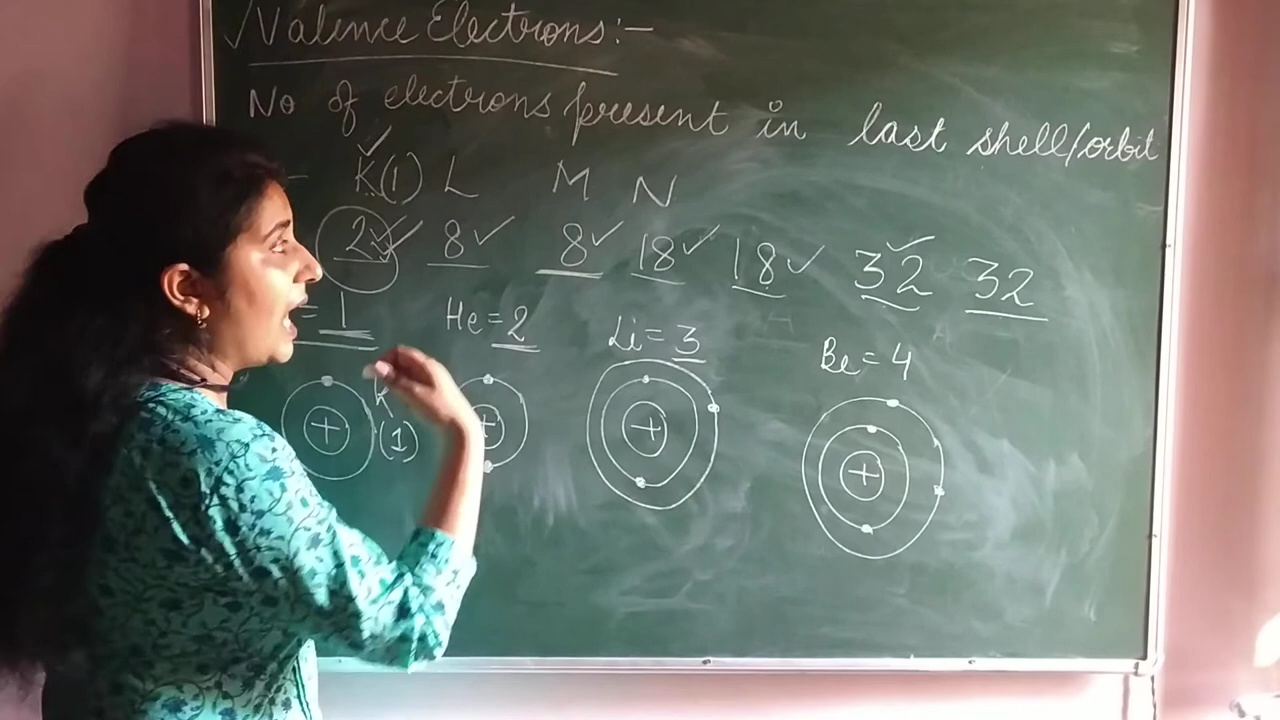 √Valence Electrons:-
No of electrons present in last shell/orbit
- K(1) L M N
2 8 8 18 18 32 32
= 1 He=2 Li=3 Be=4
K
(1)
+ + + +